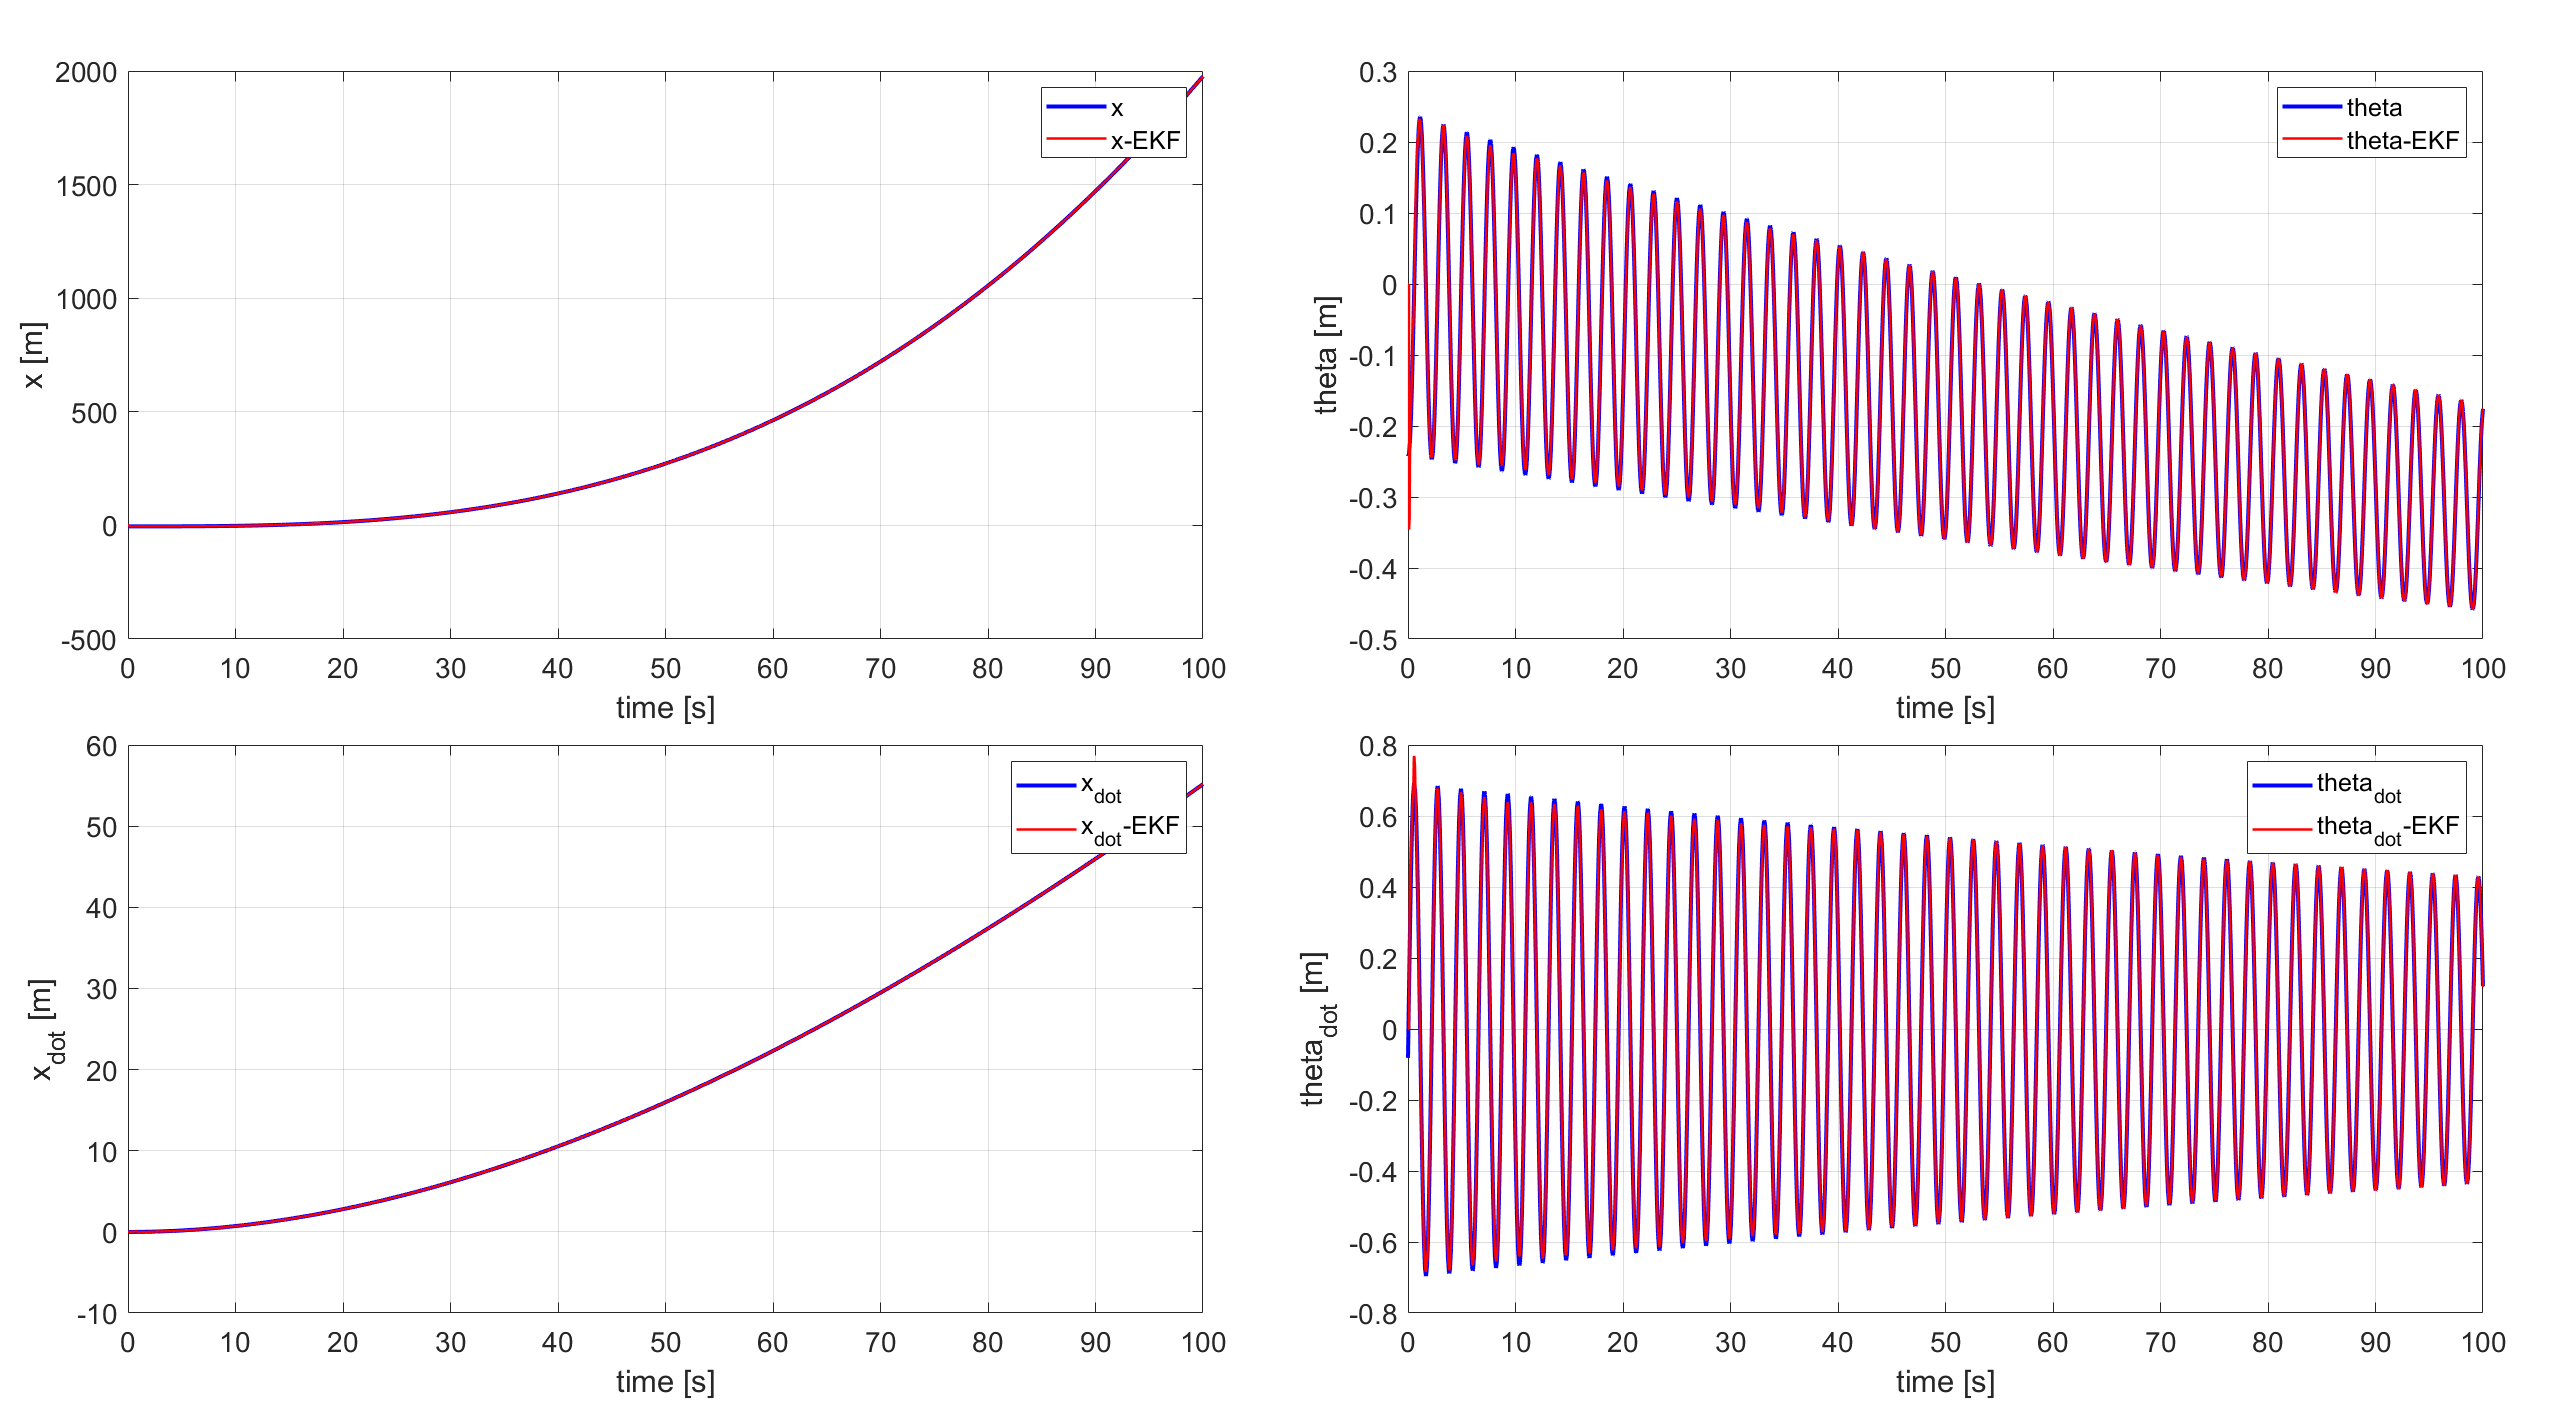 2000
1500
1000
500
0
-500
x [m]
0 10 20 30 40 50 60 70 80 90 100
time [s]
x
x-EKF
0.3
0.2
0.1
0
-0.1
-0.2
-0.3
-0.4
-0.5
theta [m]
0 10 20 30 40 50 60 70 80 90 100
time [s]
theta
theta-EKF
60
50
40
30
20
10
0
-10
x_dot [m]
0 10 20 30 40 50 60 70 80 90 100
time [s]
x_dot
x_dot-EKF
0.8
0.6
0.4
0.2
0
-0.2
-0.4
-0.6
-0.8
theta_dot [m]
0 10 20 30 40 50 60 70 80 90 100
time [s]
theta_dot
theta_dot-EKF